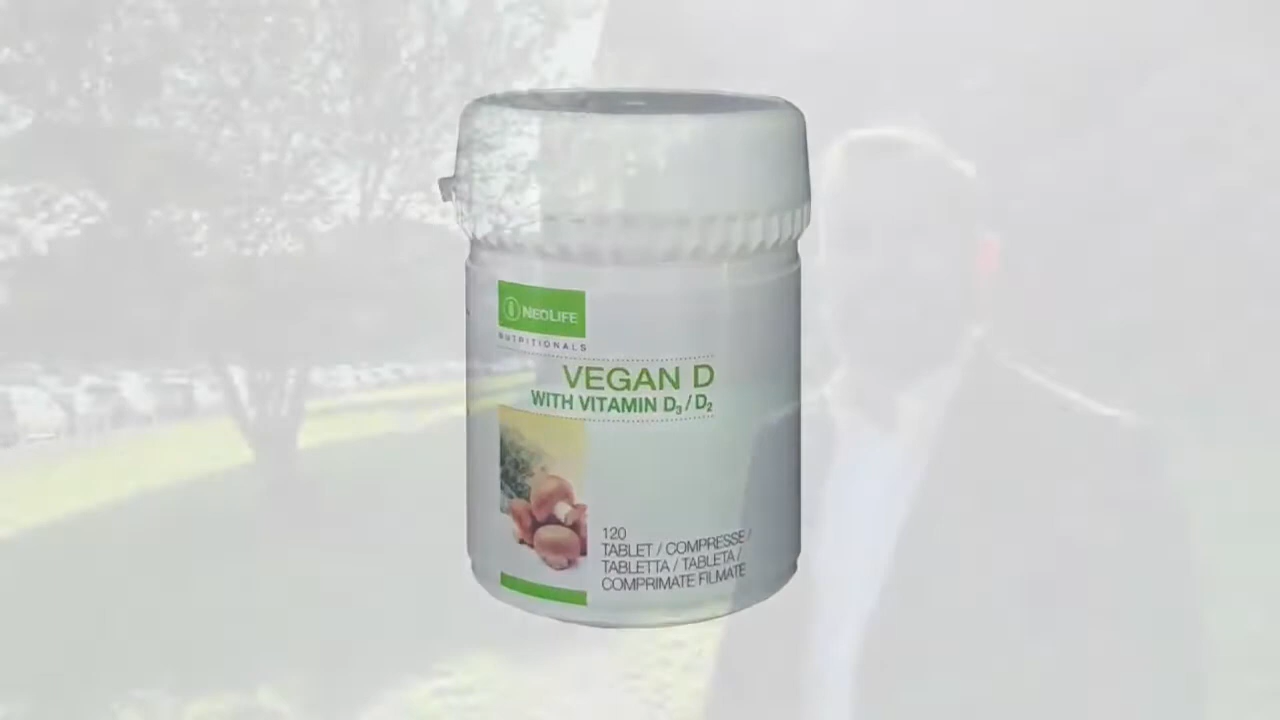 NEOLIFE
NUTRITIONALS
VEGAN D
WITH VITAMIN D₃/D₂
120
TABLET / COMPRESSE /
TABLETTA / TABLETA /
COMPRIMATE FILMATE